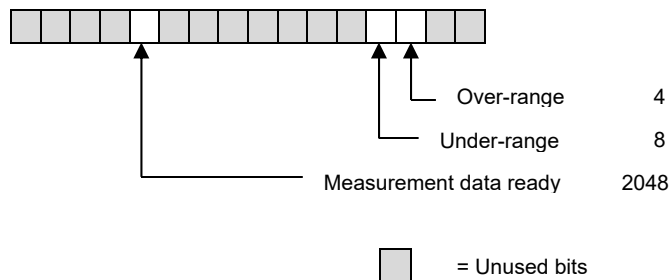 Over-range 4
Under-range 8
Measurement data ready 2048
= Unused bits